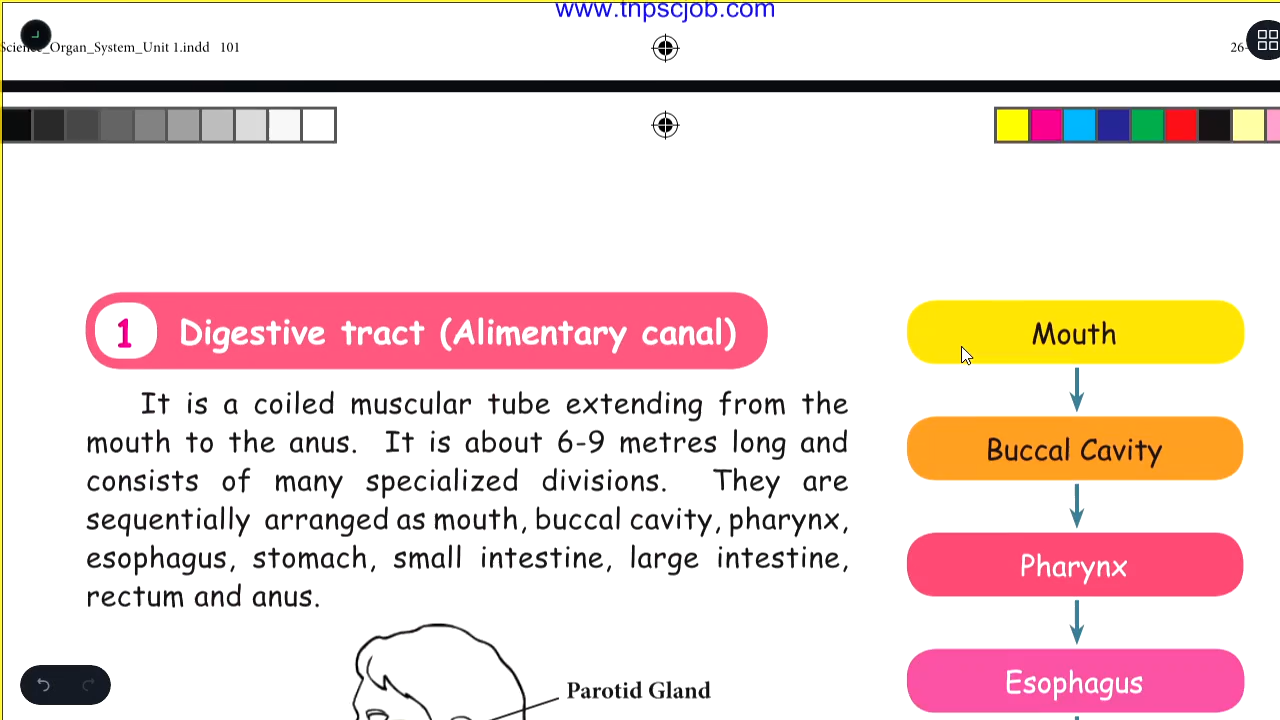 www.tnpscjob.com
Science_Organ_System_Unit 1.indd 101
26-
1 Digestive tract (Alimentary canal)
It is a coiled muscular tube extending from the
mouth to the anus. It is about 6-9 metres long and
consists of many specialized divisions. They are
sequentially arranged as mouth, buccal cavity, pharynx,
esophagus, stomach, small intestine, large intestine,
rectum and anus.
Parotid Gland
Mouth
Buccal Cavity
Pharynx
Esophagus